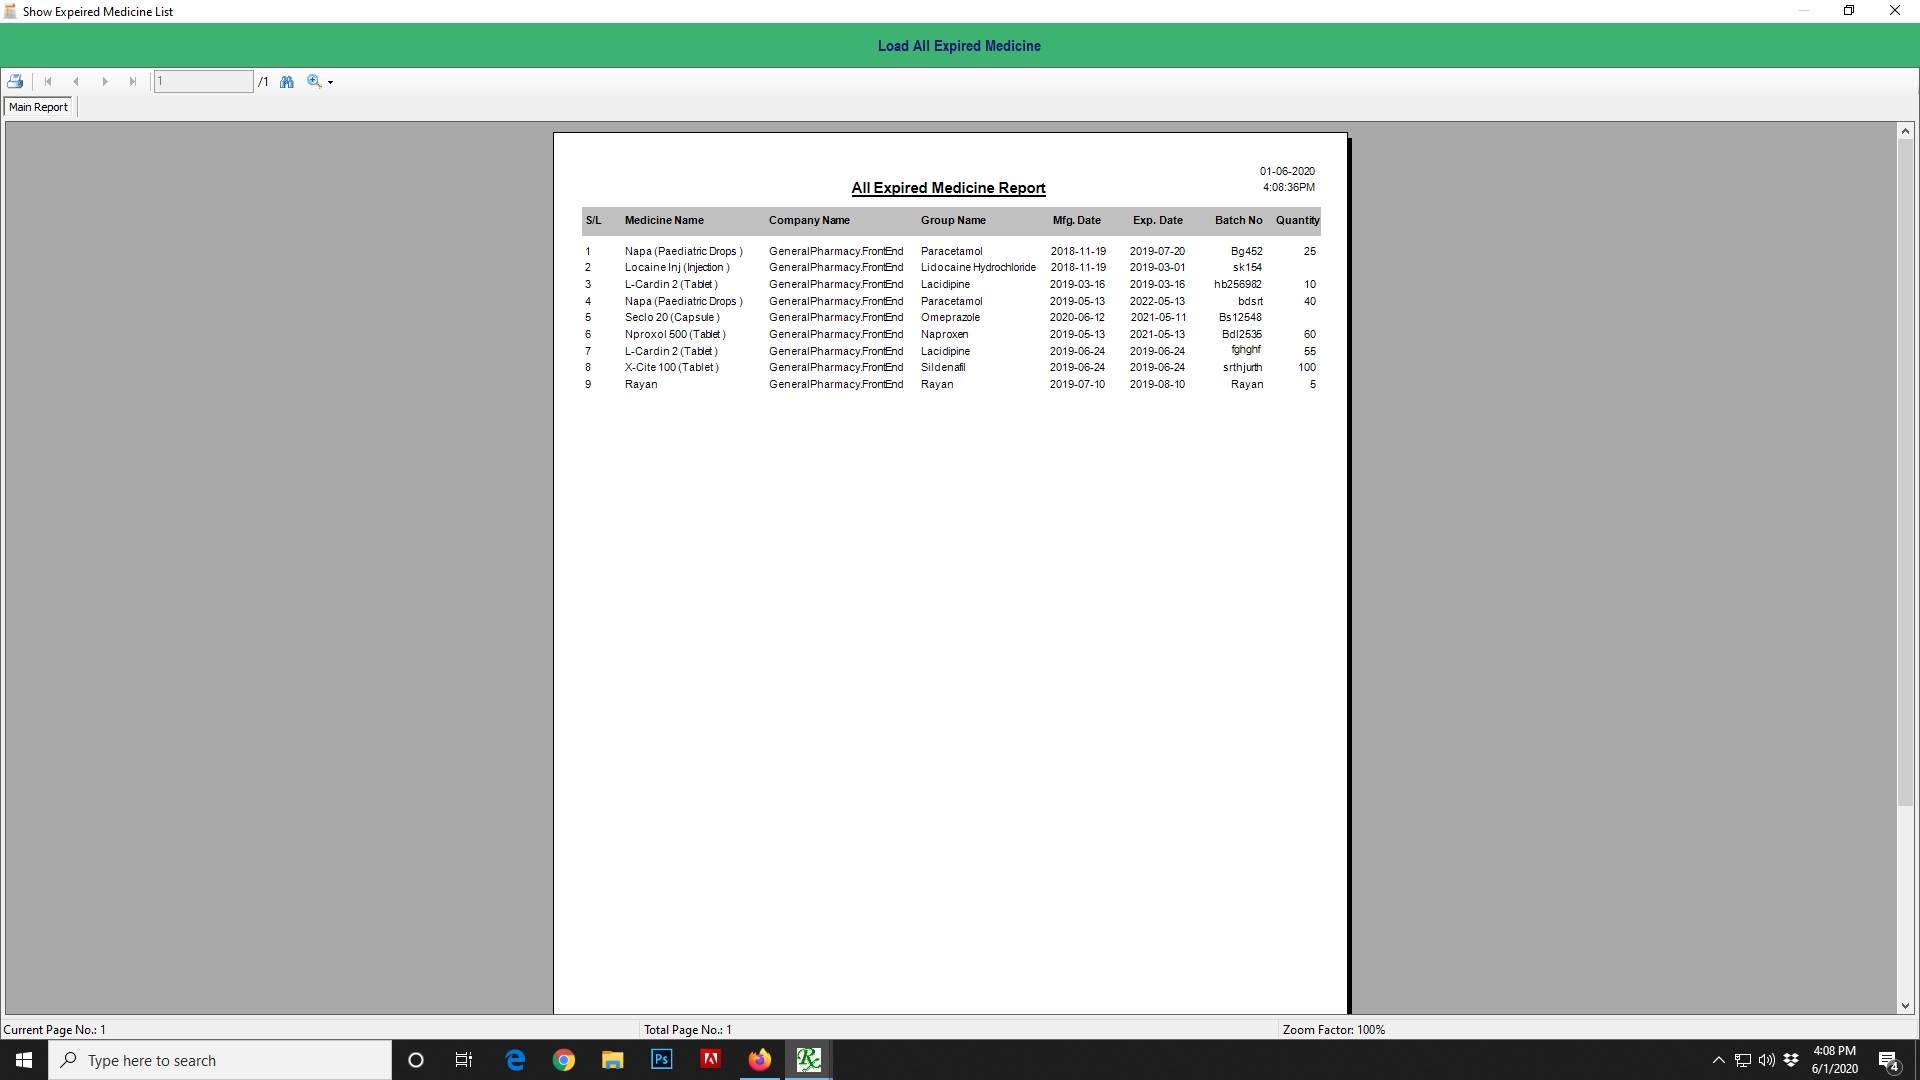 Show Expeired Medicine List
Load All Expired Medicine
1 /1
Main Report
01-06-2020
All Expired Medicine Report
4:08:36PM
S/L Medicine Name Company Name Group Name Mfg. Date Exp. Date Batch No Quantity
1 Napa (Paediatric Drops ) GeneralPharmacy.FrontEnd Paracetamol 2018-11-19 2019-07-20 Bg452 25
2 Locaine Inj (Injection ) GeneralPharmacy.FrontEnd Lidocaine Hydrochloride 2018-11-19 2019-03-01 sk154
3 L-Cardin 2 (Tablet ) GeneralPharmacy.FrontEnd Lacidipine 2019-03-16 2019-03-16 hb256982 10
4 Napa (Paediatric Drops ) GeneralPharmacy.FrontEnd Paracetamol 2019-05-13 2022-05-13 bdsrt 40
5 Seclo 20 (Capsule ) GeneralPharmacy.FrontEnd Omeprazole 2020-06-12 2021-05-11 Bs12548
6 Nproxol 500 (Tablet ) GeneralPharmacy.FrontEnd Naproxen 2019-05-13 2021-05-13 Bdl2535 60
7 L-Cardin 2 (Tablet ) GeneralPharmacy.FrontEnd Lacidipine 2019-06-24 2019-06-24 fghghf 55
8 X-Cite 100 (Tablet ) GeneralPharmacy.FrontEnd Sildenafil 2019-06-24 2019-06-24 srthjurth 100
9 Rayan GeneralPharmacy.FrontEnd Rayan 2019-07-10 2019-08-10 Rayan 5
Current Page No.: 1 Total Page No.: 1 Zoom Factor: 100%
Type here to search
Ps
Rx
4:08 PM
6/1/2020
4